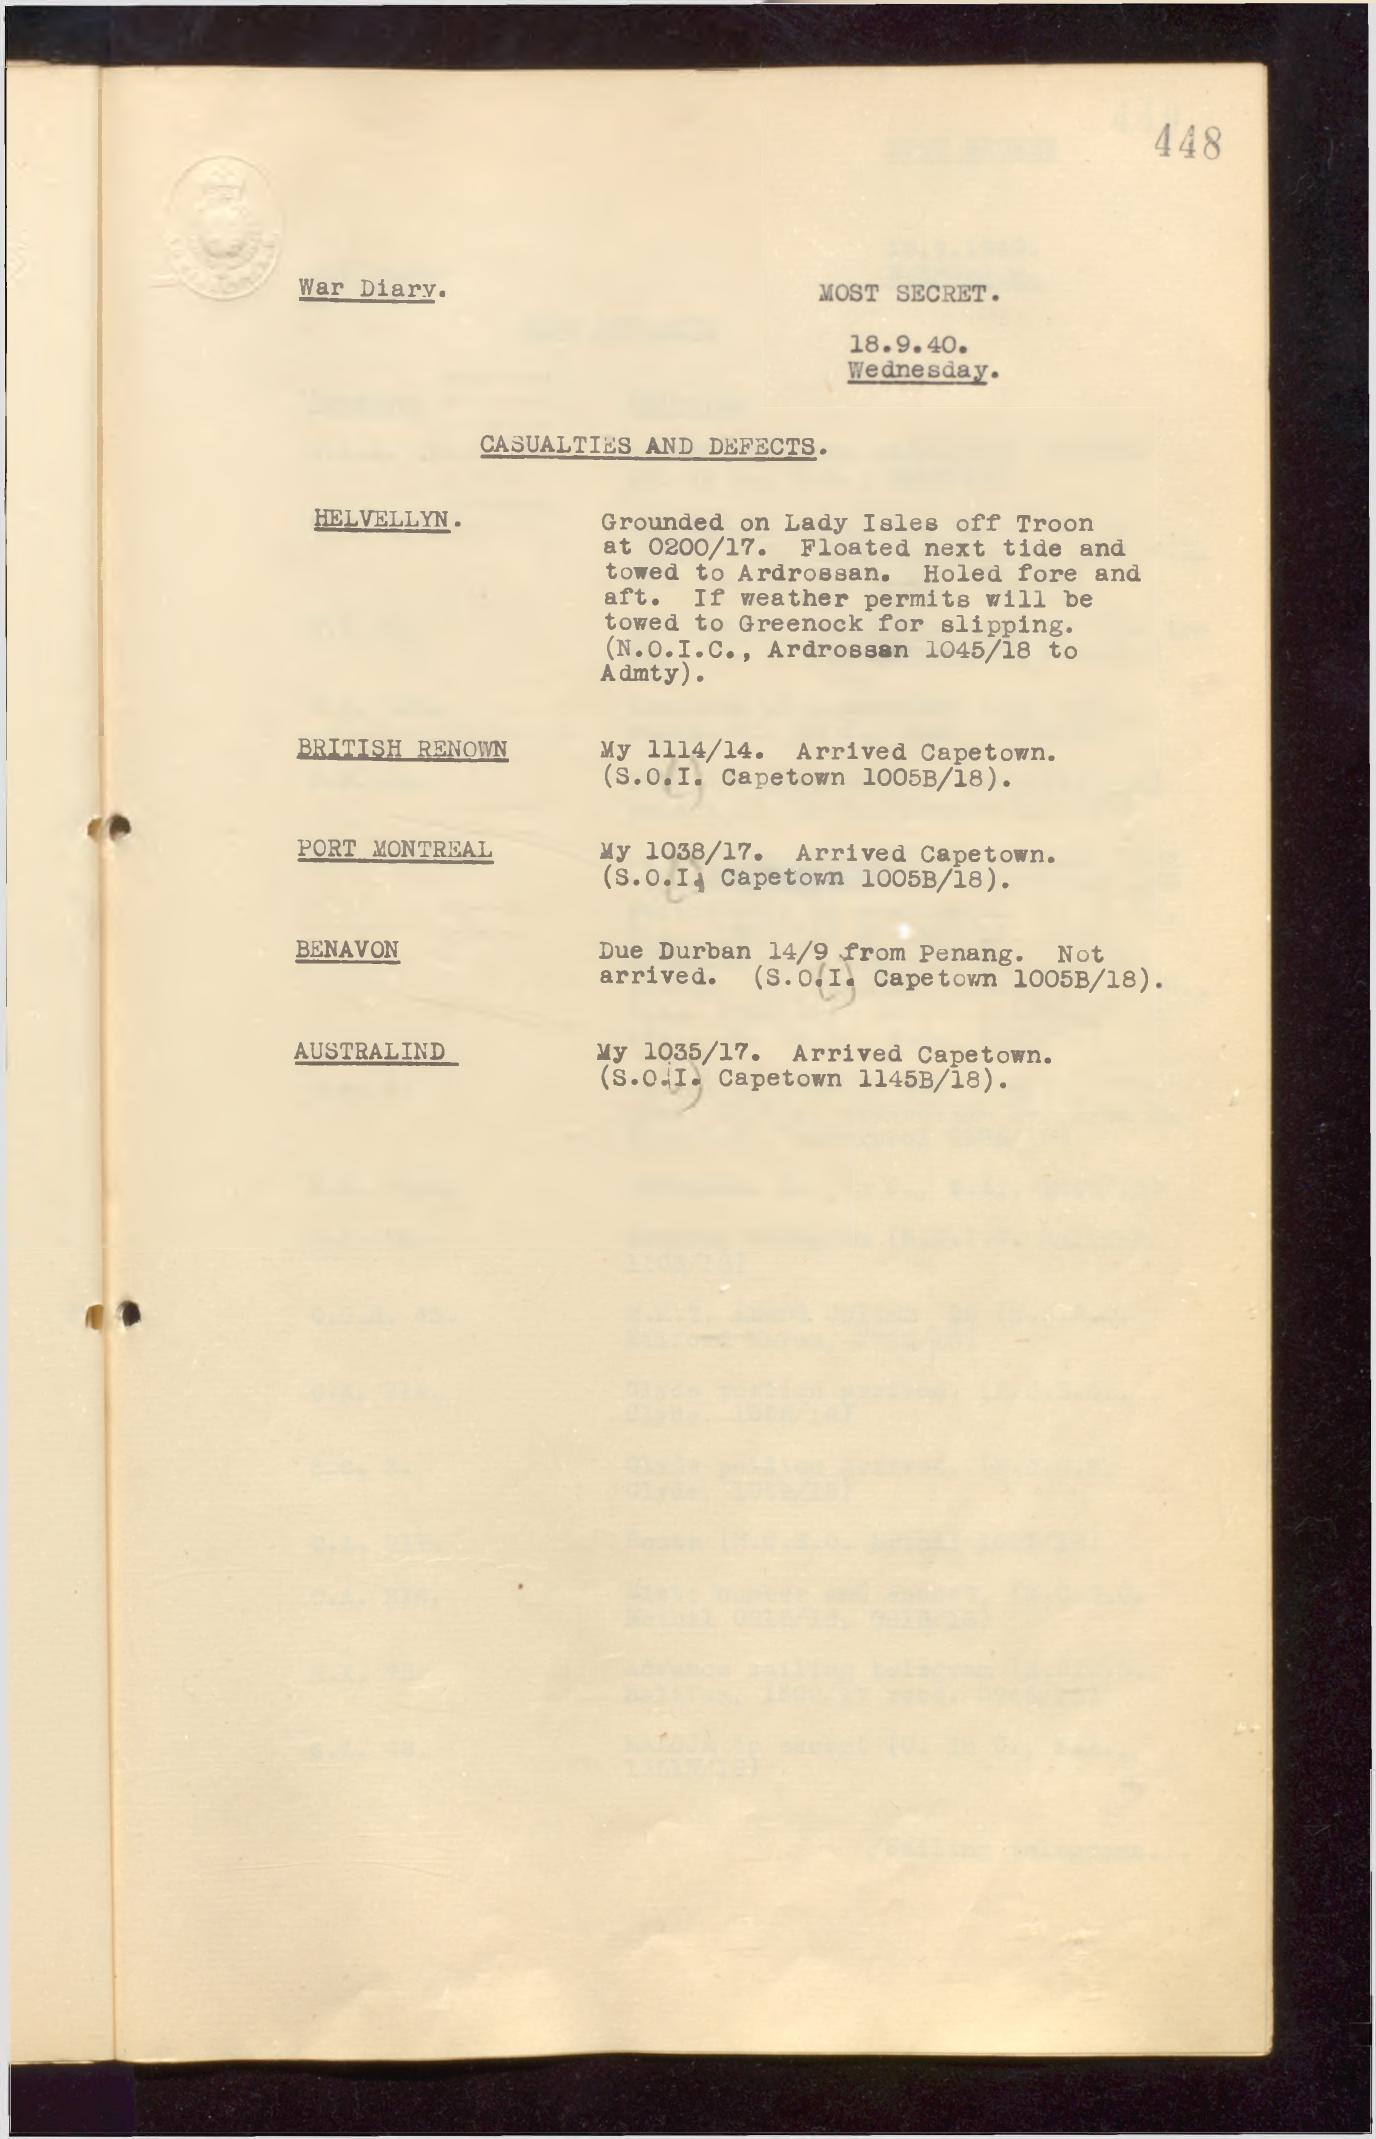 448
War Diary.
MOST SECRET.
18.9.40.
Wednesday.
CASUALTIES AND DEFECTS.
HELVELLYN. Grounded on Lady Isles off Troon
at 0200/17. Floated next tide and
towed to Ardrossan. Holed fore and
aft. If weather permits will be
towed to Greenock for slipping.
(N.O.I.C., Ardrossan 1045/18 to
Admty).
BRITISH RENOWN My 1114/14. Arrived Capetown.
(S.O.I. Capetown 1005B/18).
PORT MONTREAL My 1038/17. Arrived Capetown.
(S.O.I. Capetown 1005B/18).
BENAVON Due Durban 14/9 from Penang. Not
arrived. (S.O.I. Capetown 1005B/18).
AUSTRALIND My 1035/17. Arrived Capetown.
(S.O.I. Capetown 1145B/18).